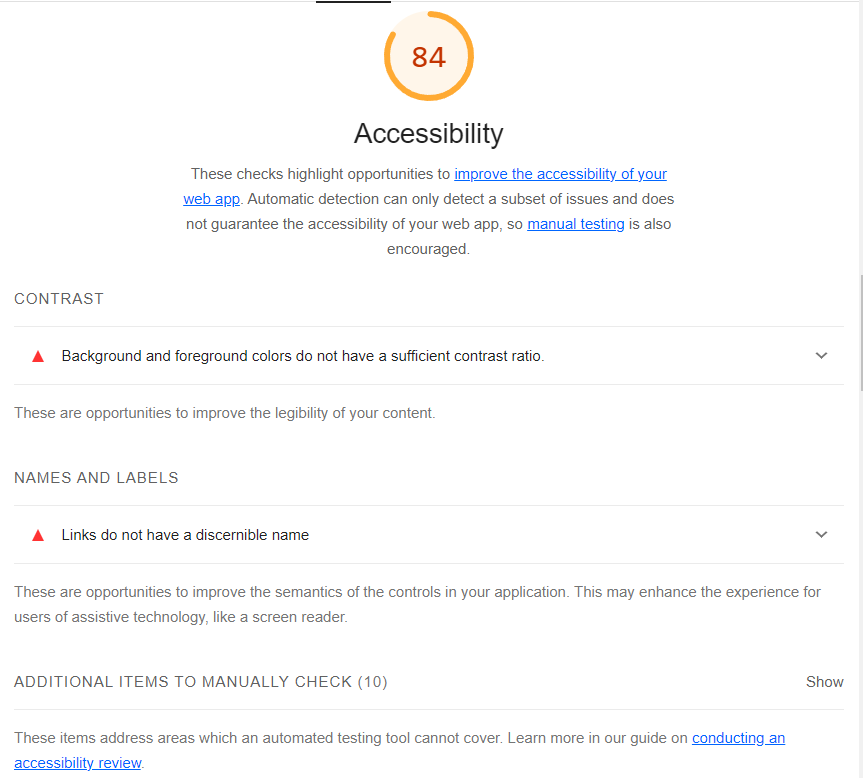 84
Accessibility
These checks highlight opportunities to improve the accessibility of your
web app. Automatic detection can only detect a subset of issues and does
not guarantee the accessibility of your web app, so manual testing is also
encouraged.
CONTRAST
Background and foreground colors do not have a sufficient contrast ratio.
These are opportunities to improve the legibility of your content.
NAMES AND LABELS
Links do not have a discernible name
These are opportunities to improve the semantics of the controls in your application. This may enhance the experience for
users of assistive technology, like a screen reader.
ADDITIONAL ITEMS TO MANUALLY CHECK (10) Show
These items address areas which an automated testing tool cannot cover. Learn more in our guide on conducting an
accessibility review.